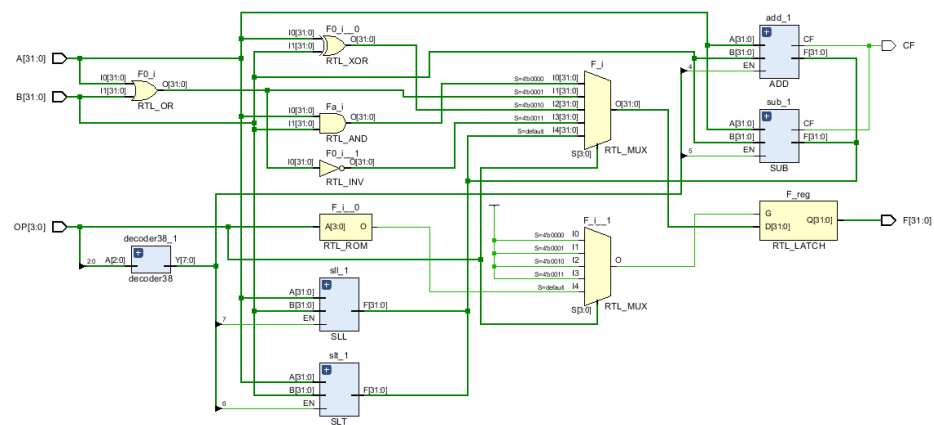 add_1
A[31:0]
B[31:0]
EN
CF
F[31:0]
4
ADD
CF
F0_i__0
I0[31:0]
I1[31:0]
O[31:0]
RTL_XOR
A[31:0]
B[31:0]
F0_i
I0[31:0]
I1[31:0]
O[31:0]
RTL_OR
Fa_i
I0[31:0]
I1[31:0]
O[31:0]
RTL_AND
F0_i__1
I0[31:0]
O[31:0]
RTL_INV
F_i
S=4'b0000
I0[31:0]
S=4'b0001
I1[31:0]
S=4'b0010
I2[31:0]
S=4'b0011
I3[31:0]
S=default
I4[31:0]
O[31:0]
S[3:0]
RTL_MUX
sub_1
A[31:0]
B[31:0]
EN
CF
F[31:0]
5
SUB
OP[3:0]
F_i__0
A[3:0]
O
RTL_ROM
F_i__1
S=4'b0000
I0
S=4'b0001
I1
S=4'b0010
I2
S=4'b0011
I3
S=default
I4
O
S[3:0]
RTL_MUX
F_reg
G
D[31:0]
Q[31:0]
RTL_LATCH
F[31:0]
decoder38_1
2:0
A[2:0]
Y[7:0]
decoder38
sll_1
A[31:0]
B[31:0]
EN
F[31:0]
7
SLL
slt_1
A[31:0]
B[31:0]
EN
F[31:0]
6
SLT